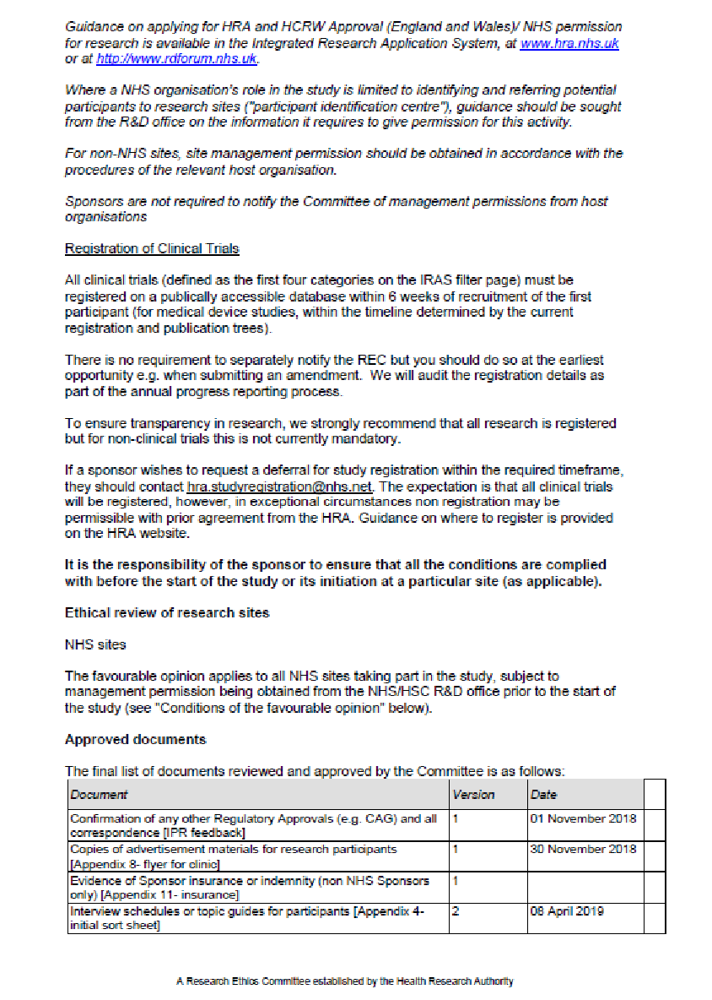 Guidance on applying for HRA and HCRW Approval (England and Wales)/ NHS permission
for research is available in the Integrated Research Application System, at www.hra.nhs.uk
or at http://www.rdforum.nhs.uk.
Where a NHS organisation's role in the study is limited to identifying and referring potential
participants to research sites ("participant identification centre"), guidance should be sought
from the R&D office on the information it requires to give permission for this activity.
For non-NHS sites, site management permission should be obtained in accordance with the
procedures of the relevant host organisation.
Sponsors are not required to notify the Committee of management permissions from host
organisations
Registration of Clinical Trials
All clinical trials (defined as the first four categories on the IRAS filter page) must be
registered on a publically accessible database within 6 weeks of recruitment of the first
participant (for medical device studies, within the timeline determined by the current
registration and publication trees).
There is no requirement to separately notify the REC but you should do so at the earliest
opportunity e.g. when submitting an amendment. We will audit the registration details as
part of the annual progress reporting process.
To ensure transparency in research, we strongly recommend that all research is registered
but for non-clinical trials this is not currently mandatory.
If a sponsor wishes to request a deferral for study registration within the required timeframe,
they should contact hra.studyregistration@nhs.net. The expectation is that all clinical trials
will be registered, however, in exceptional circumstances non registration may be
permissible with prior agreement from the HRA. Guidance on where to register is provided
on the HRA website.
It is the responsibility of the sponsor to ensure that all the conditions are complied
with before the start of the study or its initiation at a particular site (as applicable).
Ethical review of research sites
NHS sites
The favourable opinion applies to all NHS sites taking part in the study, subject to
management permission being obtained from the NHS/HSC R&D office prior to the start of
the study (see "Conditions of the favourable opinion" below).
Approved documents
The final list of documents reviewed and approved by the Committee is as follows:
Document Version Date
Confirmation of any other Regulatory Approvals (e.g. CAG) and all 1 01 November 2018
correspondence [IPR feedback]
Copies of advertisement materials for research participants 1 30 November 2018
[Appendix 8- flyer for clinic]
Evidence of Sponsor insurance or indemnity (non NHS Sponsors 1
only) [Appendix 11- insurance]
Interview schedules or topic guides for participants [Appendix 4- 2 08 April 2019
initial sort sheet]
A Research Ethics Committee established by the Health Research Authority